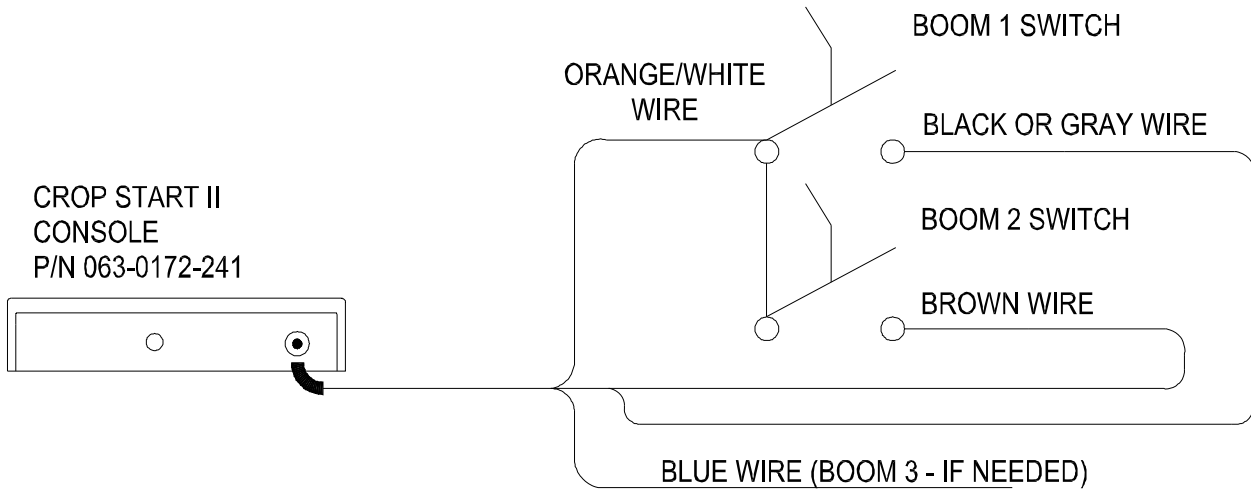 BOOM 1 SWITCH
ORANGE/WHITE
WIRE
BLACK OR GRAY WIRE
CROP START II
CONSOLE
P/N 063-0172-241
BOOM 2 SWITCH
BROWN WIRE
BLUE WIRE (BOOM 3 - IF NEEDED)